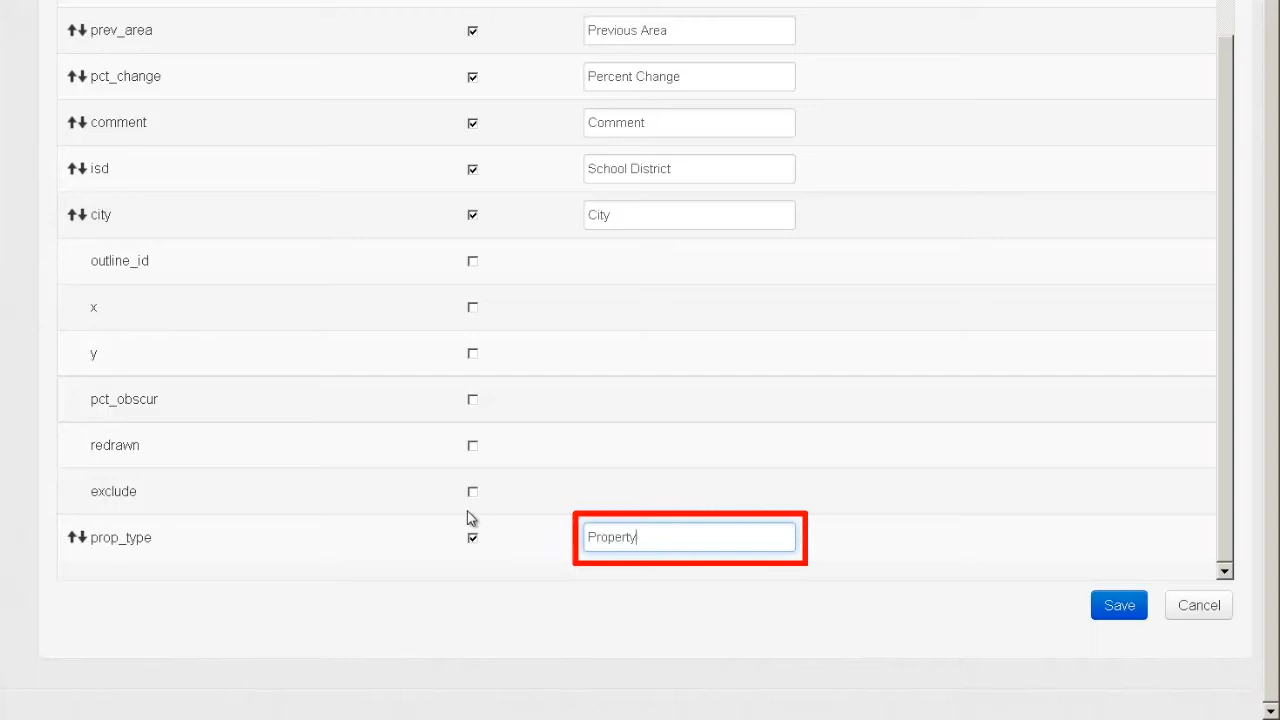 prev_area Previous Area
pct_change Percent Change
comment Comment
isd School District
city City
outline_id
x
y
pct_obscur
redrawn
exclude
prop_type Property
Save Cancel